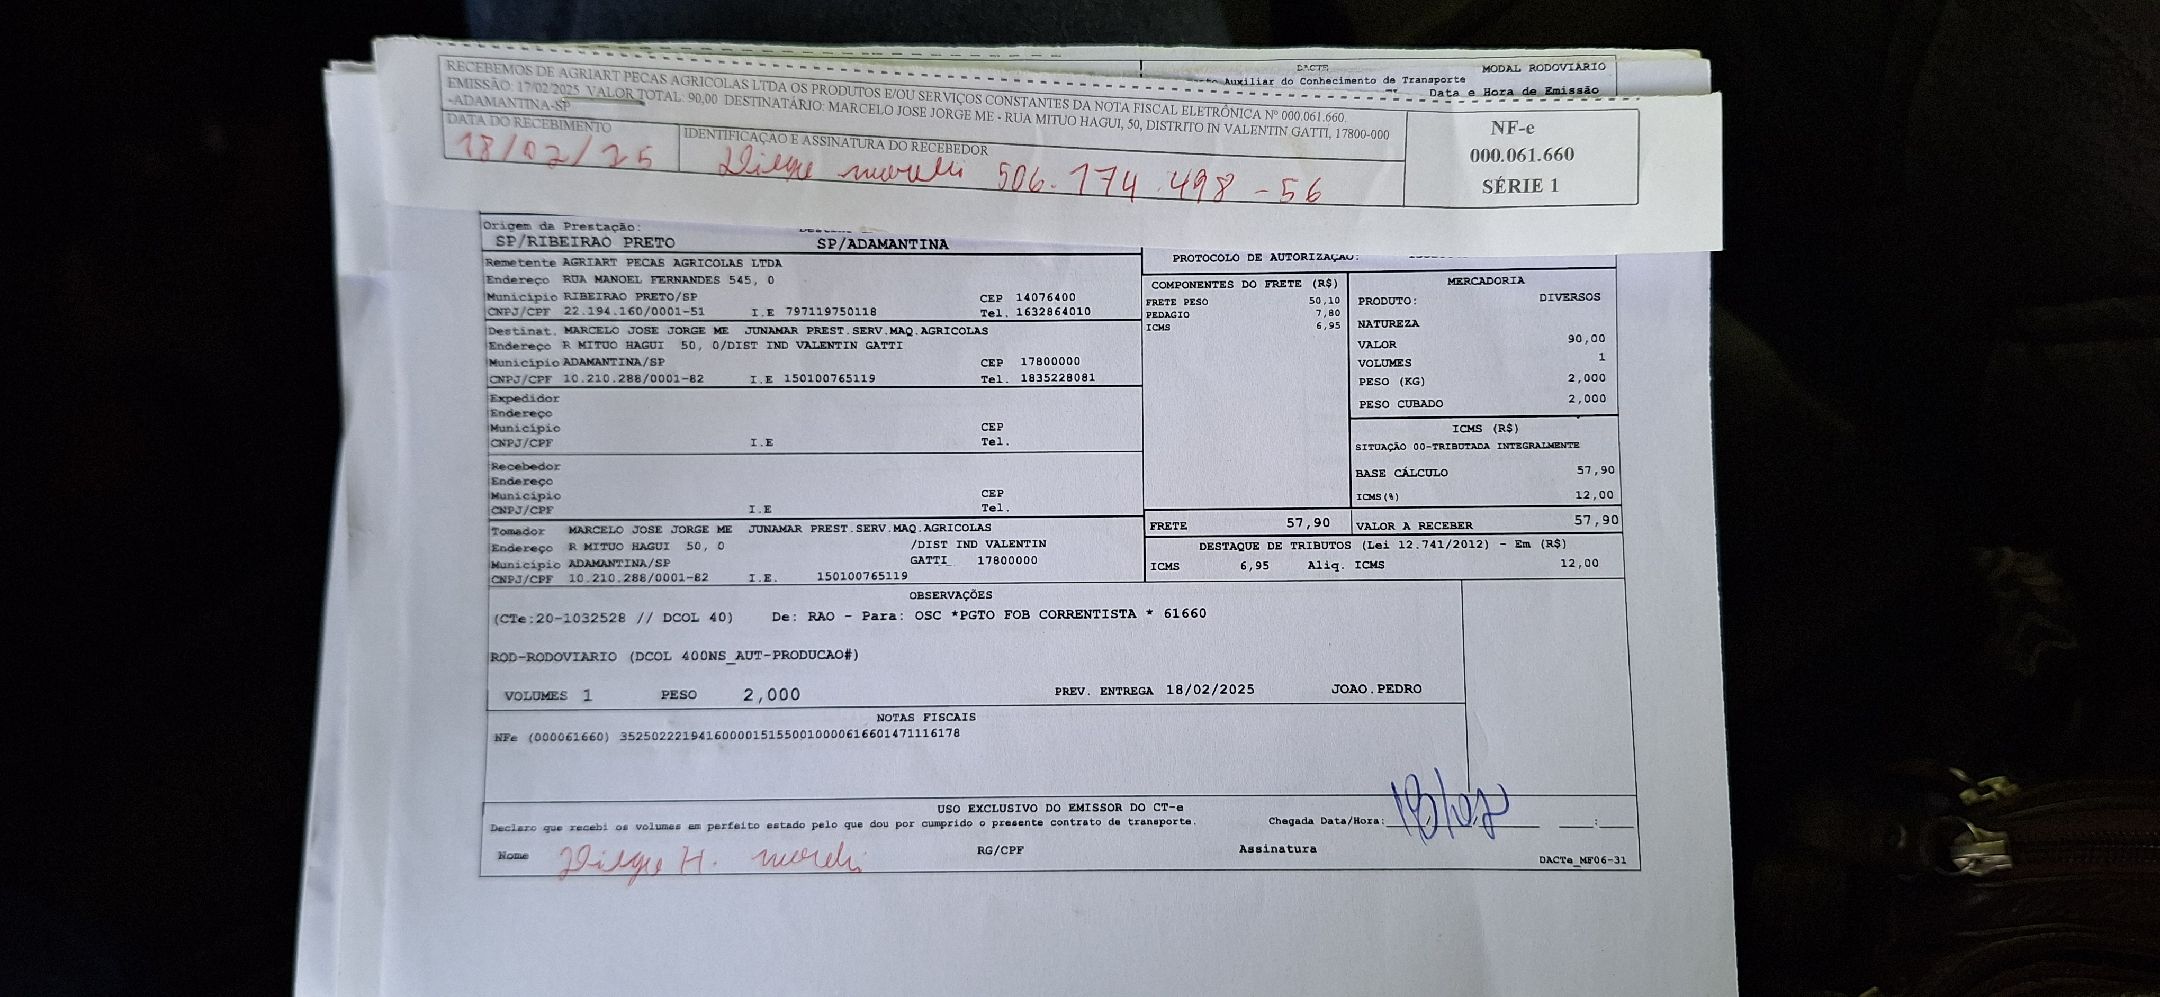 DACTE
MODAL RODOVIÁRIO
Auxiliar do Conhecimento de Transporte
Data e Hora de Emissão
RECEBEMOS DE AGRIART PECAS AGRICOLAS LTDA OS PRODUTOS E/OU SERVIÇOS CONSTANTES DA NOTA FISCAL ELETRÔNICA Nº 000.061.660.
EMISSÃO: 17/02/2025 VALOR TOTAL: 90,00 DESTINATÁRIO: MARCELO JOSE JORGE ME - RUA MITUO HAGUI, 50, DISTRITO IN VALENTIN GATTI, 17800-000
-ADAMANTINA-SP
DATA DO RECEBIMENTO
18/02/25
IDENTIFICAÇÃO E ASSINATURA DO RECEBEDOR
506.174.498-56
NF-e
000.061.660
SÉRIE 1
Origem da Prestação:
SP/RIBEIRAO PRETO SP/ADAMANTINA
Remetente AGRIART PECAS AGRICOLAS LTDA
Endereço RUA MANOEL FERNANDES 545, 0
Município RIBEIRAO PRETO/SP CEP 14076400
CNPJ/CPF 22.194.160/0001-51 I.E 797119750118 Tel. 1632864010
Destinat. MARCELO JOSE JORGE ME JUNAMAR PREST.SERV.MAQ.AGRICOLAS
Endereço R MITUO HAGUI 50, 0/DIST IND VALENTIN GATTI
Município ADAMANTINA/SP CEP 17800000
CNPJ/CPF 10.210.288/0001-82 I.E 150100765119 Tel. 1835228081
Expedidor
Endereço
Município CEP
CNPJ/CPF I.E Tel.
Recebedor
Endereço
Município CEP
CNPJ/CPF I.E Tel.
Tomador MARCELO JOSE JORGE ME JUNAMAR PREST.SERV.MAQ.AGRICOLAS
Endereço R MITUO HAGUI 50, 0 /DIST IND VALENTIN
Município ADAMANTINA/SP GATTI 17800000
CNPJ/CPF 10.210.288/0001-82 I.E. 150100765119
PROTOCOLO DE AUTORIZAÇÃO:
COMPONENTES DO FRETE (R$)
FRETE PESO 50,10
PEDAGIO 7,80
ICMS 6,95
MERCADORIA
PRODUTO: DIVERSOS
NATUREZA
VALOR 90,00
VOLUMES 1
PESO (KG) 2,000
PESO CUBADO 2,000
ICMS (R$)
SITUAÇÃO 00-TRIBUTADA INTEGRALMENTE
BASE CÁLCULO 57,90
ICMS(%) 12,00
FRETE 57,90 VALOR A RECEBER 57,90
DESTAQUE DE TRIBUTOS (Lei 12.741/2012) - Em (R$)
ICMS 6,95 Aliq. ICMS 12,00
OBSERVAÇÕES
(CTe:20-1032528 // DCOL 40) De: RAO - Para: OSC *PGTO FOB CORRENTISTA * 61660
ROD-RODOVIARIO (DCOL 400NS_AUT-PRODUCAO#)
VOLUMES 1 PESO 2,000 PREV. ENTREGA 18/02/2025 JOAO.PEDRO
NOTAS FISCAIS
NFe (000061660) 35250222194160000151550010000616601471116178
USO EXCLUSIVO DO EMISSOR DO CT-e
Declaro que recebi os volumes em perfeito estado pelo que dou por cumprido o presente contrato de transporte. Chegada Data/Hora: ___:___
Nome RG/CPF Assinatura
DACTe_MF06-31